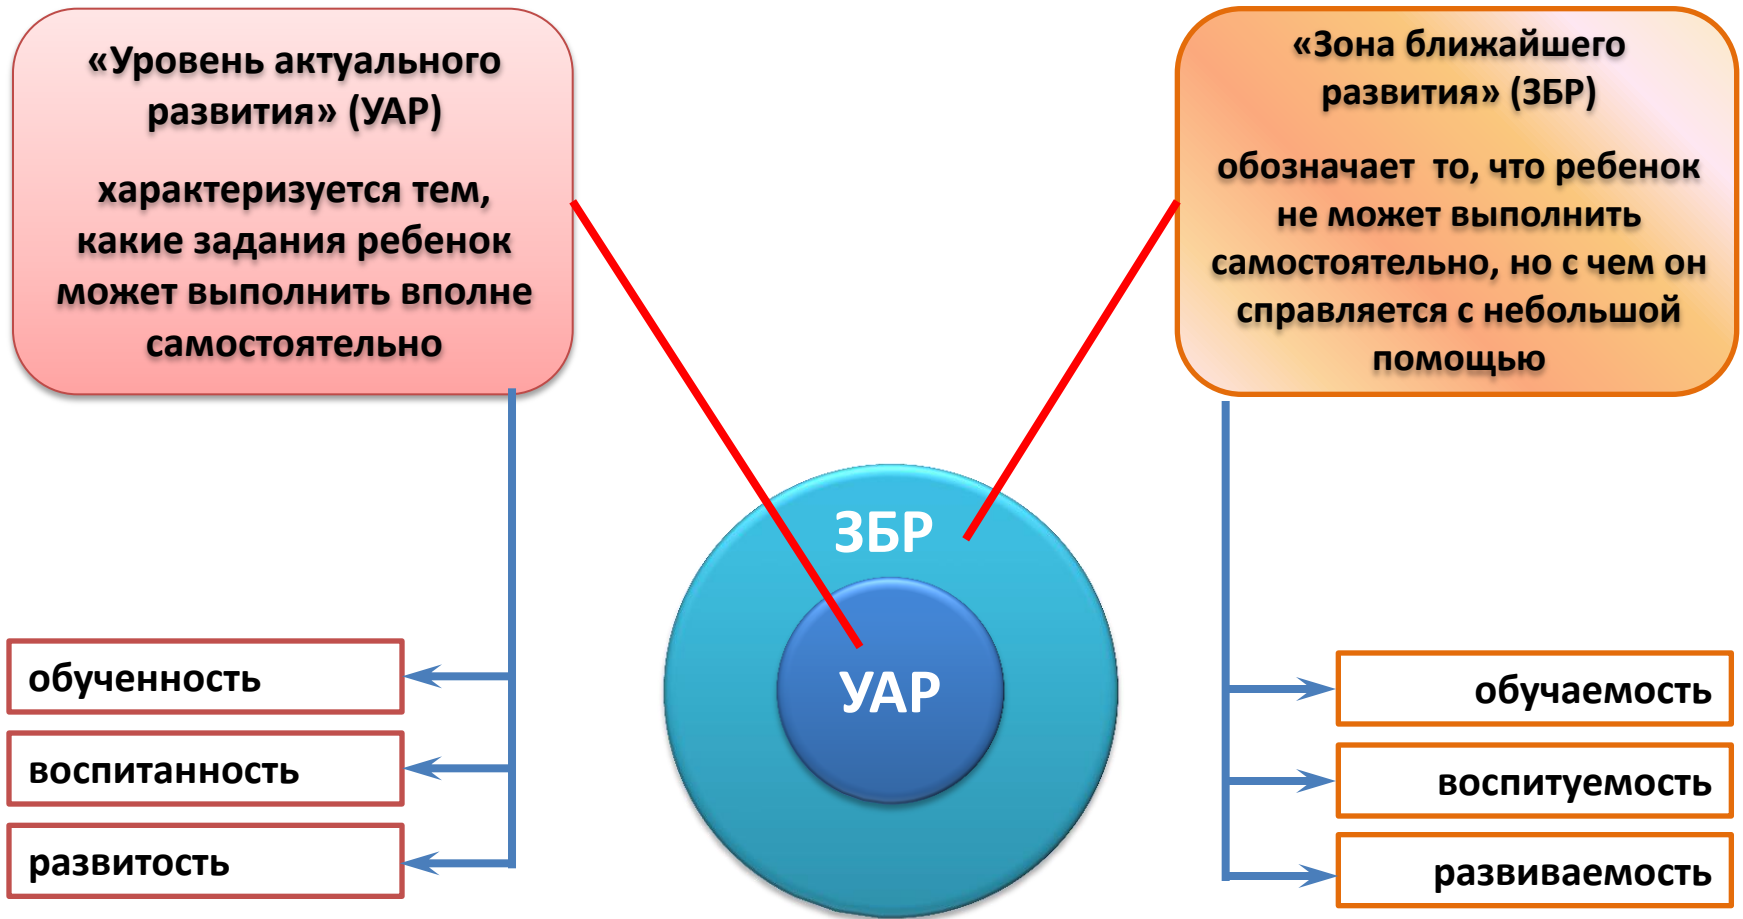 «Уровень актуального
развития» (УАР)
характеризуется тем,
какие задания ребенок
может выполнить вполне
самостоятельно
«Зона ближайшего
развития» (ЗБР)
обозначает то, что ребенок
не может выполнить
самостоятельно, но с чем он
справляется с небольшой
помощью
ЗБР
УАР
обученность
воспитанность
развитость
обучаемость
воспитуемость
развиваемость